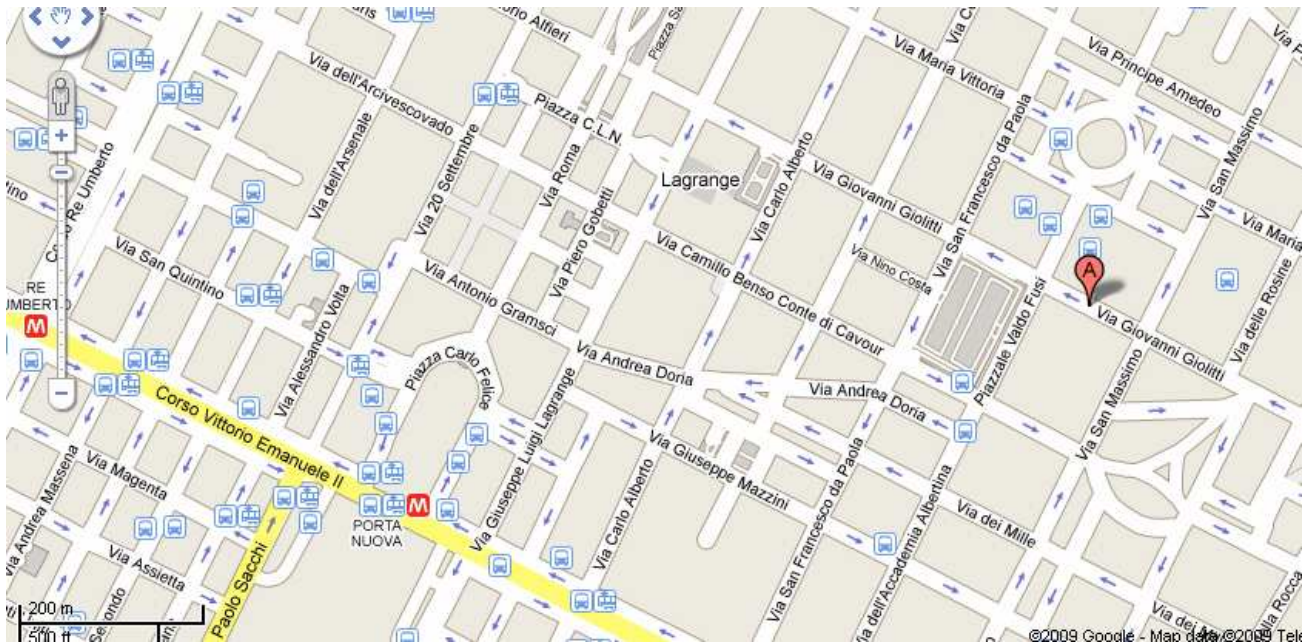 Via Maria Vittoria
Via Principe Amedeo
Via dell'Arcivescovado
Piazza C.L.N.
Via dell'Arsenale
Via 20 Settembre
Via Roma
Via Piero Gobetti
Lagrange
Via Carlo Alberto
Via Giovanni Giolitti
Via San Francesco da Paola
Via San Massimo
Via Maria
Via San Quintino
Via Camillo Benso Conte di Cavour
Via Nino Costa
A
RE
UMBERTO
M
Via Antonio Gramsci
Via Alessandro Volta
Piazza Carlo Felice
Via Andrea Doria
Piazzale Valdo Fusi
Via Giovanni Giolitti
Via delle Rosine
Via Andrea Doria
Via San Massimo
Corso Vittorio Emanuele II
Via Giuseppe Luigi Lagrange
Via Giuseppe Mazzini
Via Carlo Alberto
Via San Francesco da Paola
Via dell'Accademia Albertina
Via dei Mille
Via Magenta
Via Andrea Massena
M
PORTA
NUOVA
Via Assietta
Paolo Sacchi
200 m
500 ft
Via dei
©2009 Google - Map data ©2009 Tel